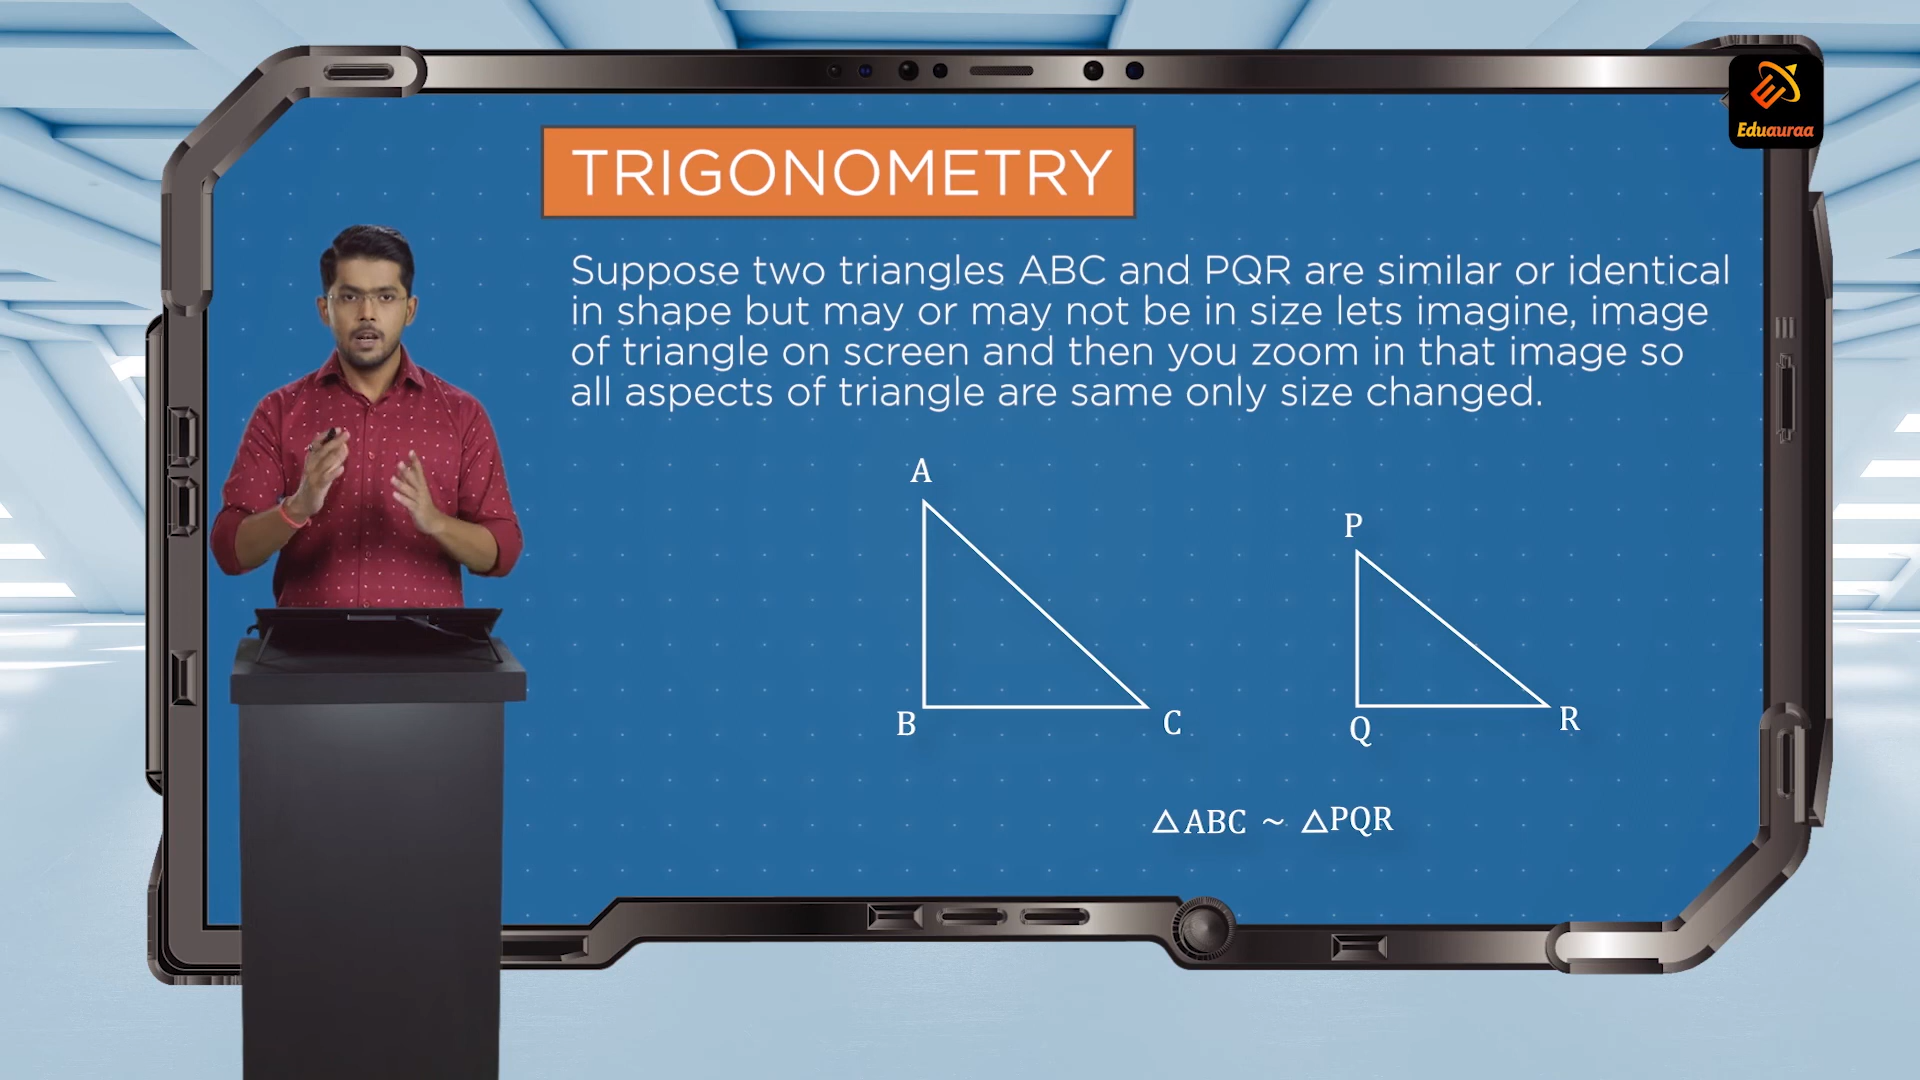 Eduauraa
TRIGONOMETRY
Suppose two triangles ABC and PQR are similar or identical
in shape but may or may not be in size lets imagine, image
of triangle on screen and then you zoom in that image so
all aspects of triangle are same only size changed.
A
P
B
C
Q
R
△ABC ~ △PQR